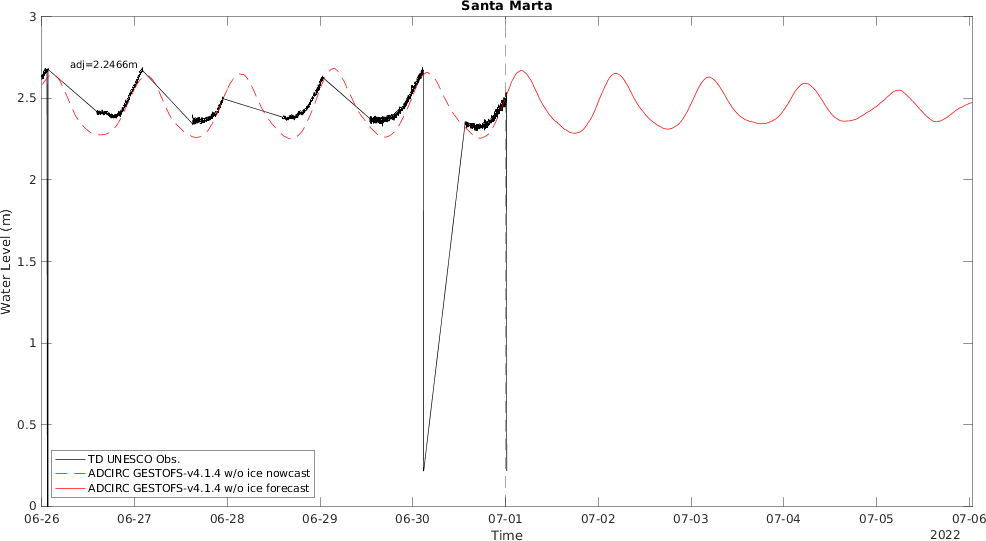 Santa Marta
3
adj=2.2466m
2.5
2
1.5
1
0.5
0
Water Level (m)
TD UNESCO Obs.
ADCIRC GESTOFS-v4.1.4 w/o ice nowcast
ADCIRC GESTOFS-v4.1.4 w/o ice forecast
06-26 06-27 06-28 06-29 06-30 07-01 07-02 07-03 07-04 07-05 07-06
Time
2022